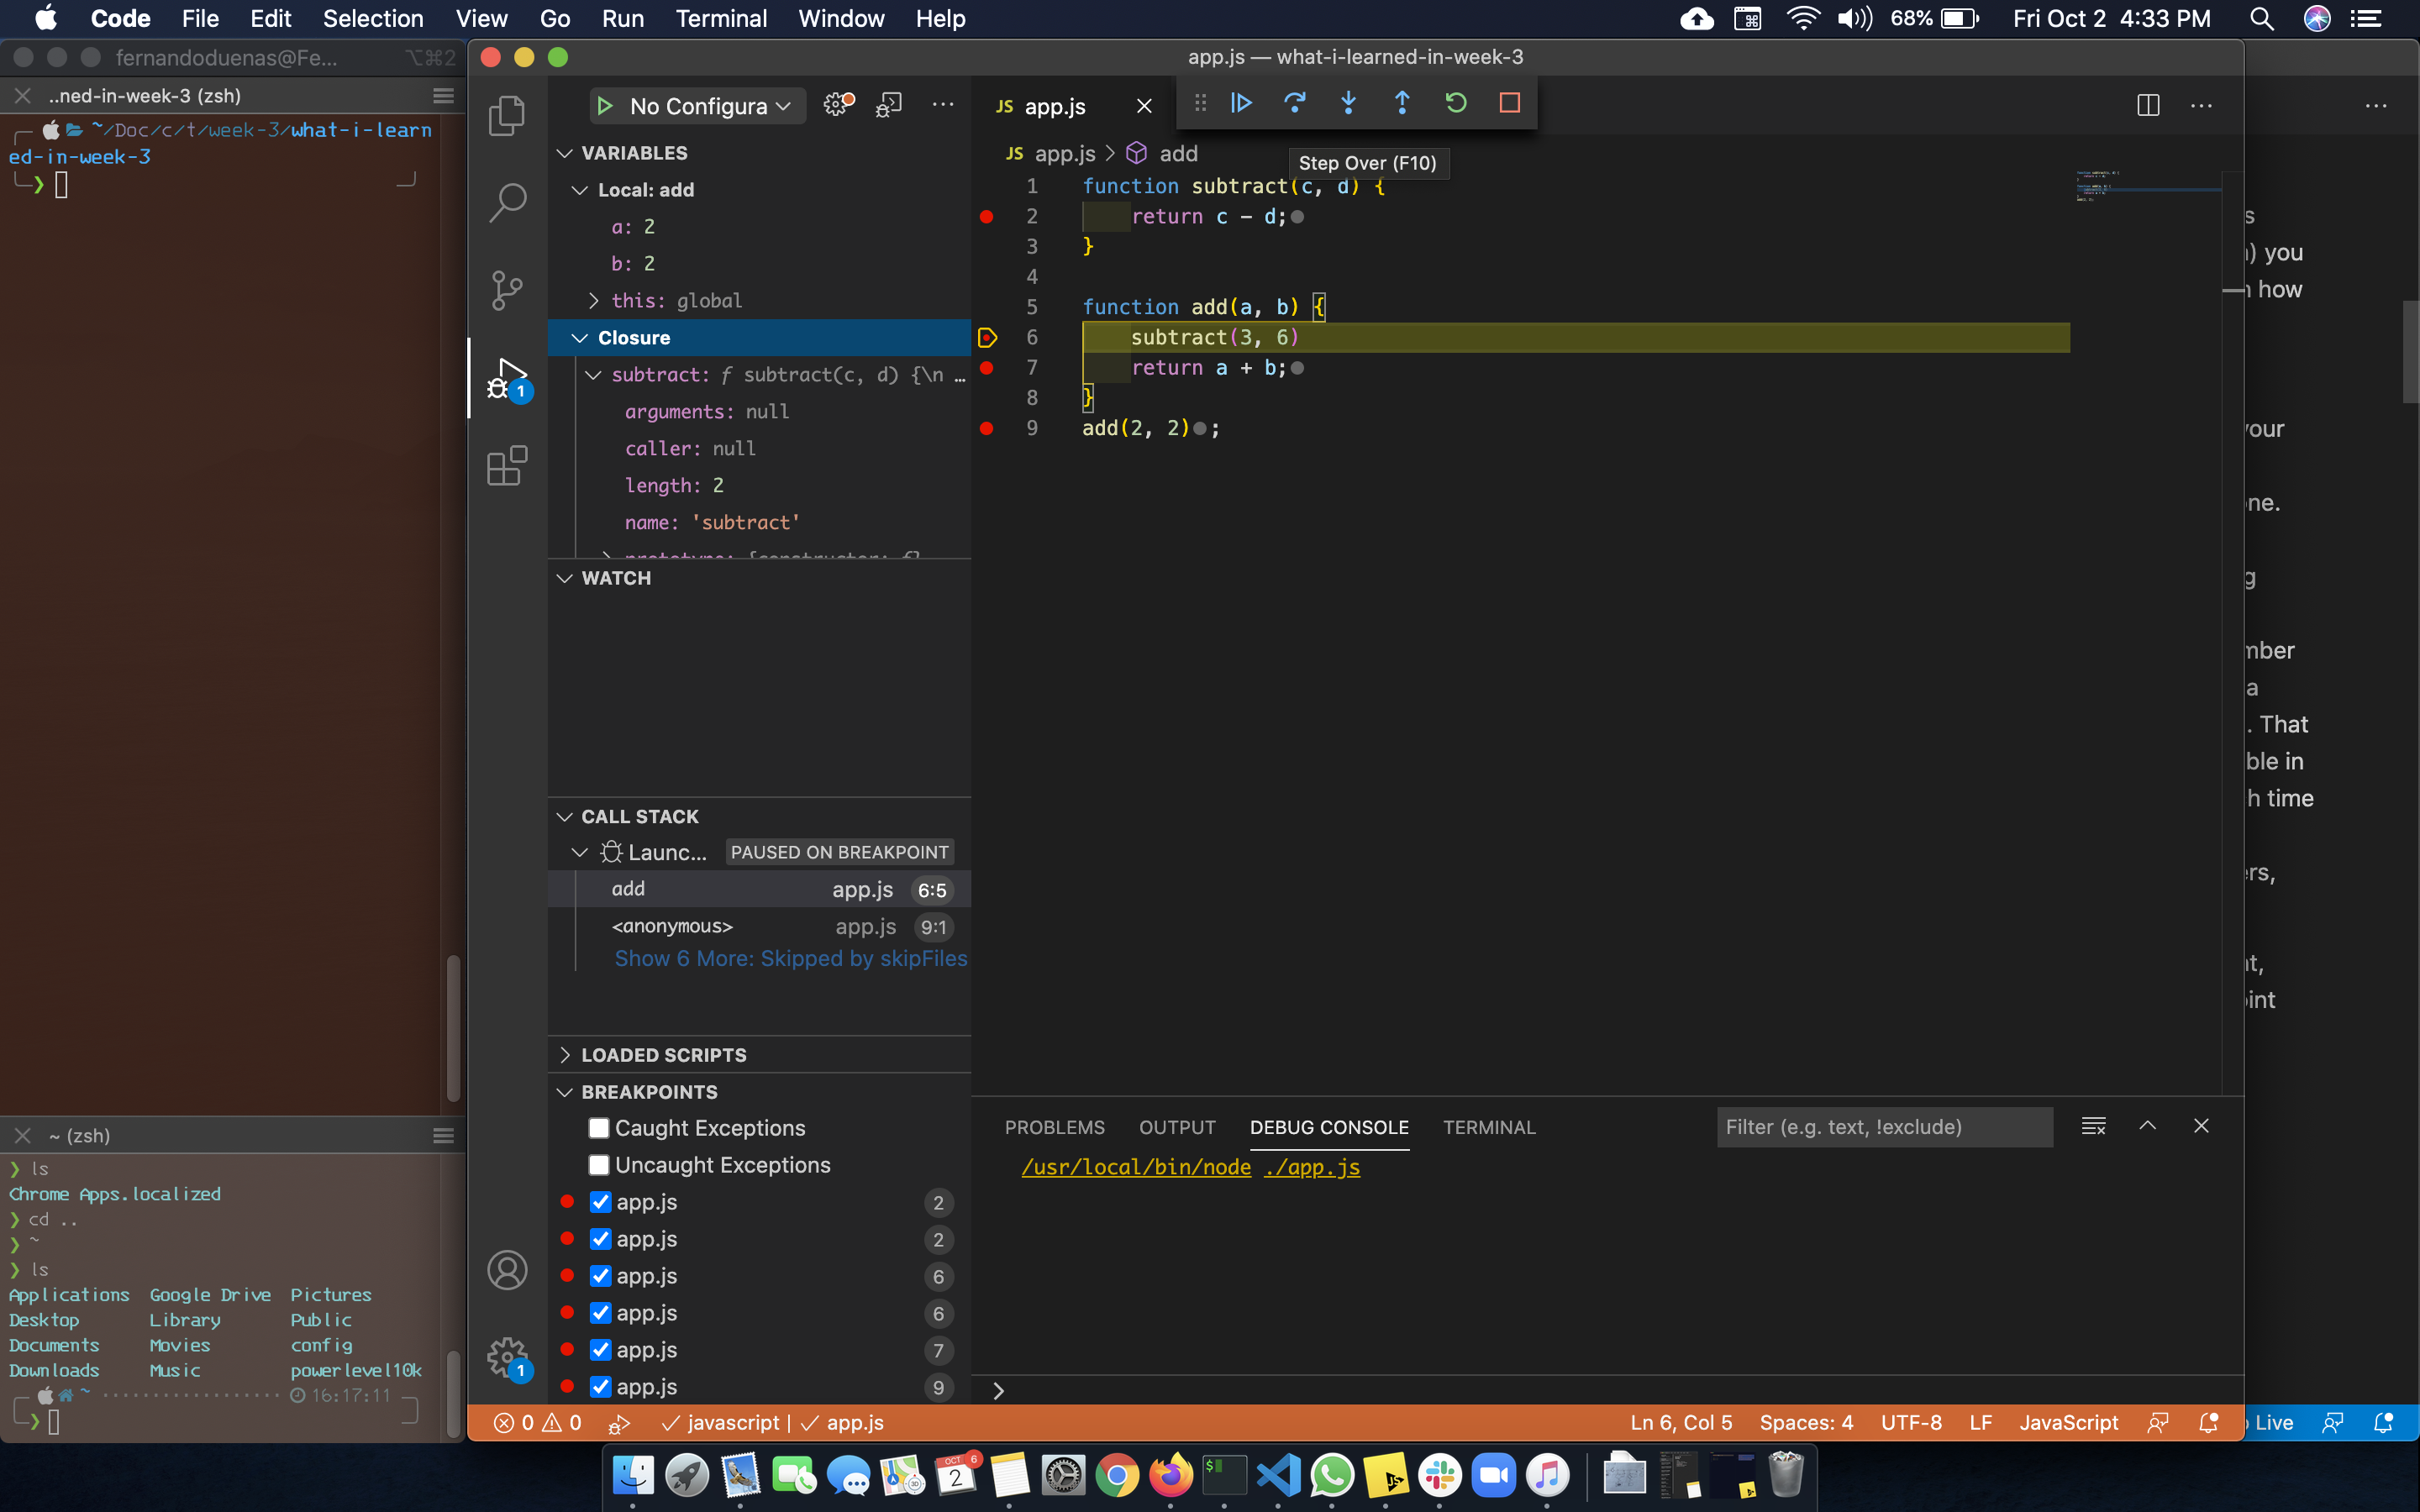 Code File Edit Selection View Go Run Terminal Window Help 68% Fri Oct 2 4:33 PM
fernandoduenas@Fe... ⌥⌘2
..ned-in-week-3 (zsh)
~/Doc/c/t/week-3/what-i-learn
ed-in-week-3
❯
~ (zsh)
❯ ls
Chrome Apps.localized
❯ cd ..
❯ ~
❯ ls
Applications Google Drive Pictures
Desktop Library Public
Documents Movies config
Downloads Music powerlevel10k
~ 16:17:11
❯
app.js — what-i-learned-in-week-3
No Configura
VARIABLES
Local: add
a: 2
b: 2
this: global
Closure
subtract: ƒ subtract(c, d) {\n …
arguments: null
caller: null
length: 2
name: 'subtract'
prototype: {constructor: ƒ}
WATCH
CALL STACK
Launc... PAUSED ON BREAKPOINT
add app.js 6:5
<anonymous> app.js 9:1
Show 6 More: Skipped by skipFiles
LOADED SCRIPTS
BREAKPOINTS
Caught Exceptions
Uncaught Exceptions
app.js 2
app.js 2
app.js 6
app.js 6
app.js 7
app.js 9
JS app.js
JS app.js > add
Step Over (F10)
1 function subtract(c, d) {
2 return c - d;
3 }
4
5 function add(a, b) {
6 subtract(3, 6)
7 return a + b;
8 }
9 add(2, 2) ;
PROBLEMS OUTPUT DEBUG CONSOLE TERMINAL Filter (e.g. text, !exclude)
/usr/local/bin/node ./app.js
0 0 javascript | app.js Ln 6, Col 5 Spaces: 4 UTF-8 LF JavaScript
) you
how
one.
. That
time
Live
1
1
OCT 2 6